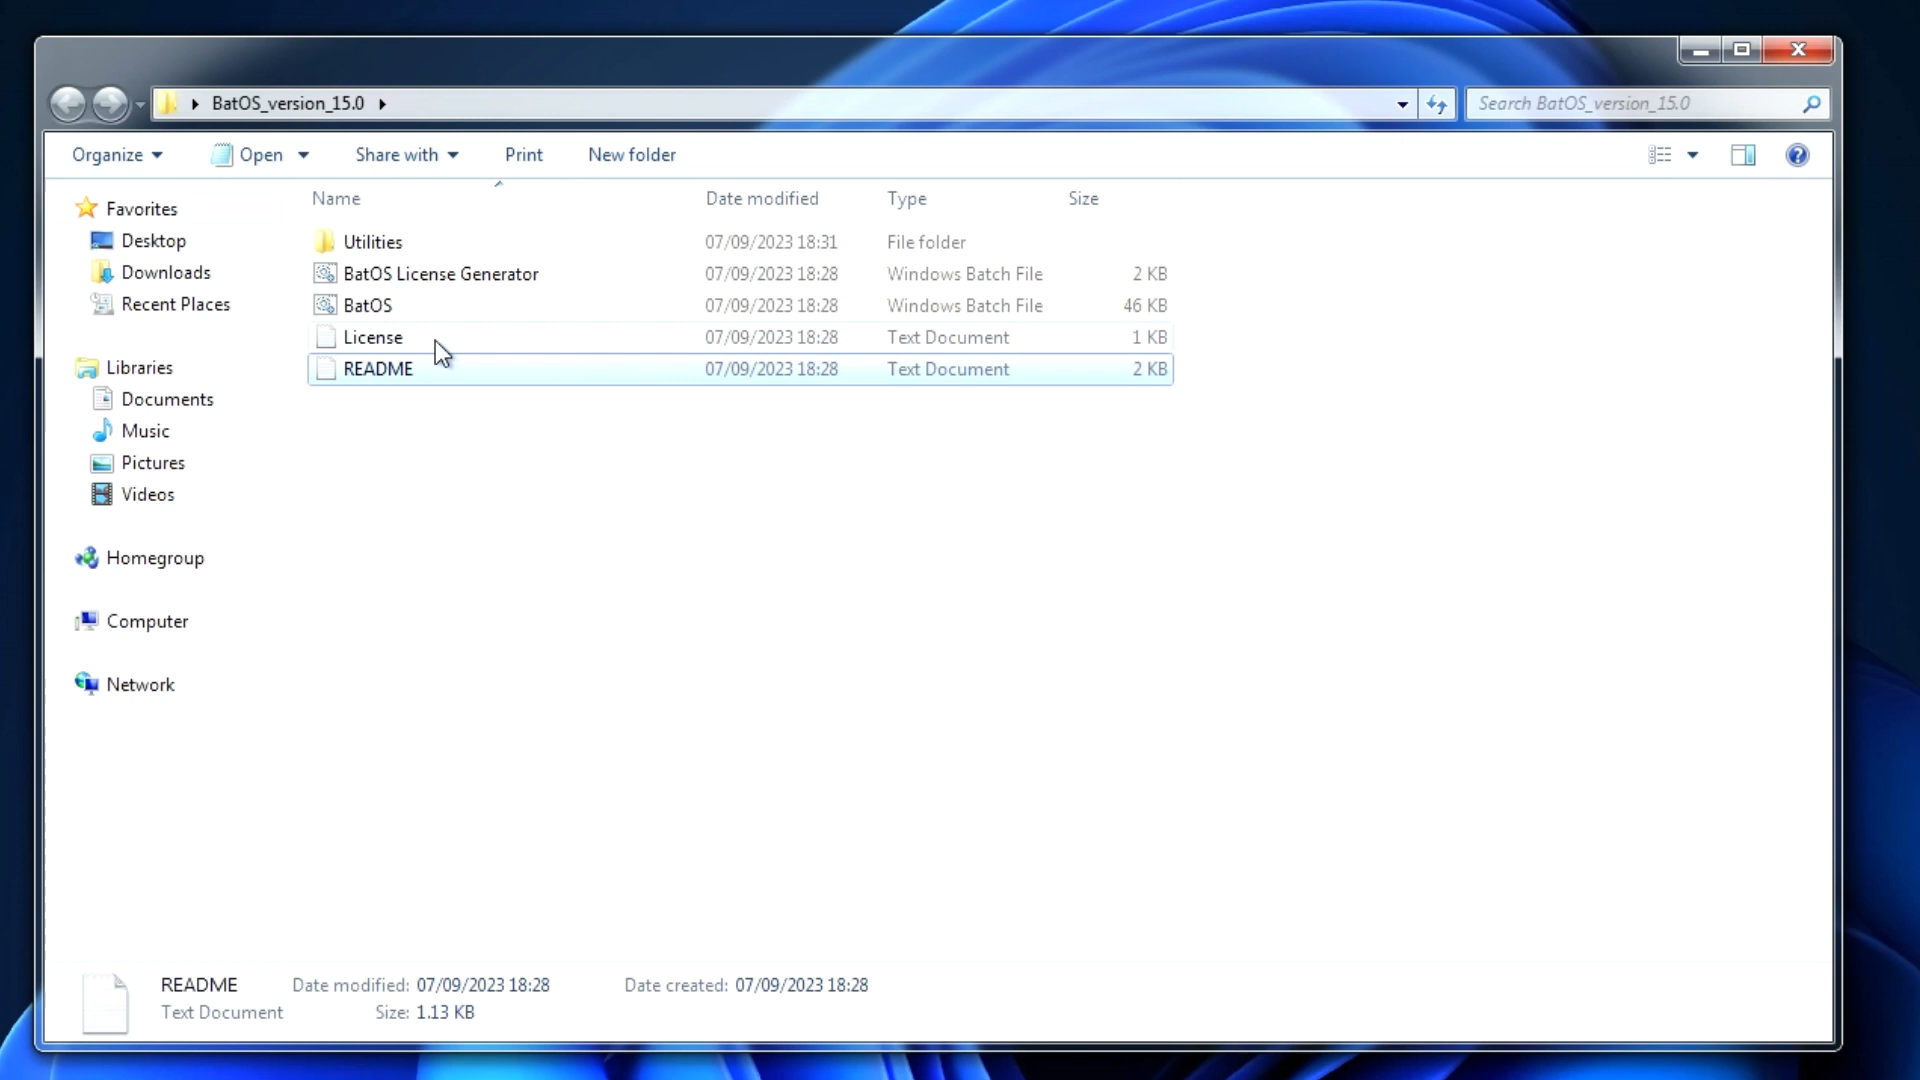 BatOS_version_15.0
Search BatOS_version_15.0
Organize Open Share with Print New folder
Name Date modified Type Size
Favorites
Desktop
Downloads
Recent Places
Libraries
Documents
Music
Pictures
Videos
Homegroup
Computer
Network
Utilities 07/09/2023 18:31 File folder
BatOS License Generator 07/09/2023 18:28 Windows Batch File 2 KB
BatOS 07/09/2023 18:28 Windows Batch File 46 KB
License 07/09/2023 18:28 Text Document 1 KB
README 07/09/2023 18:28 Text Document 2 KB
README Date modified: 07/09/2023 18:28 Date created: 07/09/2023 18:28
Text Document Size: 1.13 KB